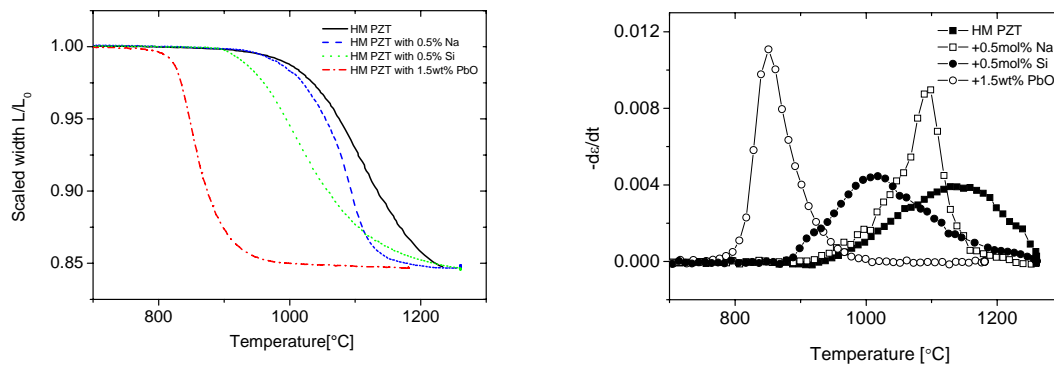 HM PZT
HM PZT with 0.5% Na
HM PZT with 0.5% Si
HM PZT with 1.5wt% PbO
1.00
0.95
0.90
0.85
Scaled width L/L0
800
1000
1200
Temperature[°C]
HM PZT
+0.5mol% Na
+0.5mol% Si
+1.5wt% PbO
0.012
0.008
0.004
0.000
-dε/dt
800
1000
1200
Temperature [°C]